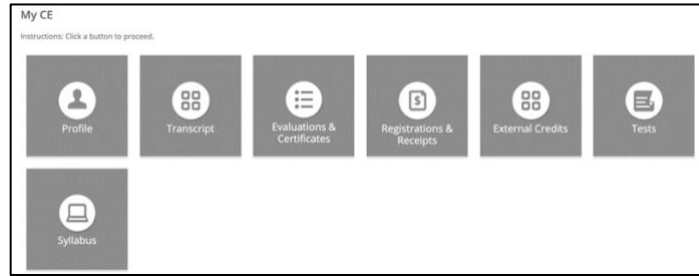 My CE
Instructions: Click a button to proceed.
Profile
Transcript
Evaluations &
Certificates
Registrations &
Receipts
External Credits
Tests
Syllabus